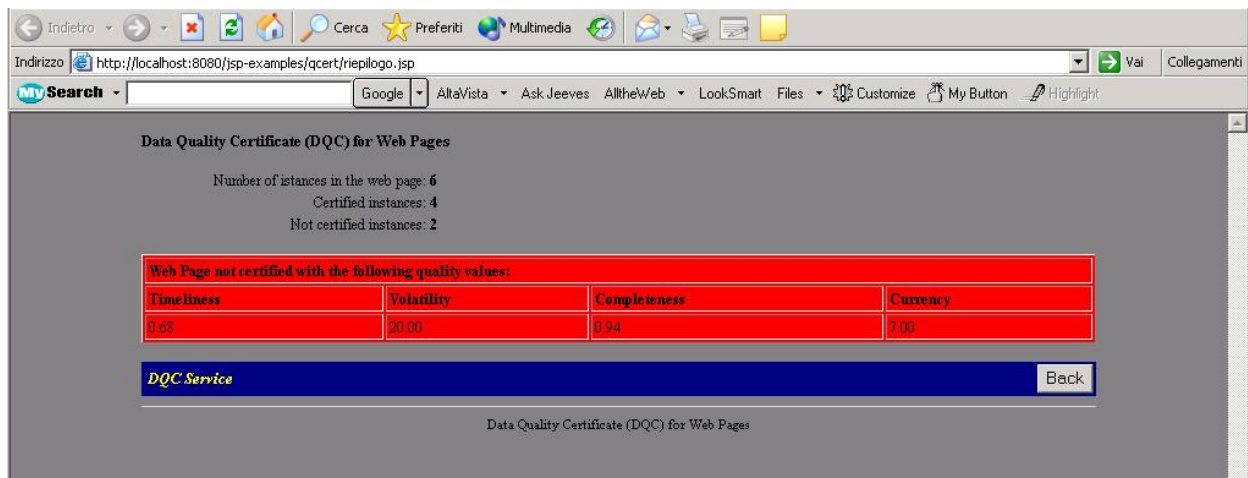 Indietro Cerca Preferiti Multimedia
Indirizzo http://localhost:8080/jsp-examples/qcert/riepilogo.jsp Vai Collegamenti
My Search Google AltaVista Ask Jeeves AlltheWeb LookSmart Files Customize My Button Highlight
Data Quality Certificate (DQC) for Web Pages
Number of istances in the web page: 6
Certified instances: 4
Not certified instances: 2
Web Page not certified with the following quality values:
Timeliness Volatility Completeness Currency
0.68 20.00 0.94 7.00
DQC Service Back
Data Quality Certificate (DQC) for Web Pages